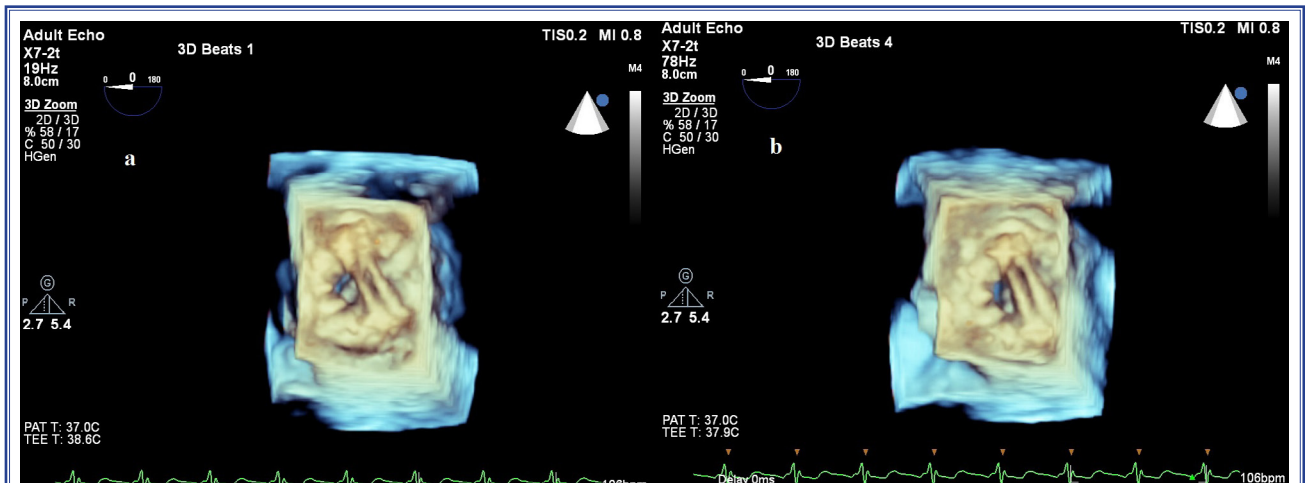 Adult Echo
X7-2t
19Hz
8.0cm
3D Beats 1
TIS0.2 MI 0.8
M4
0 0 180
3D Zoom
2D / 3D
% 58 / 17
C 50 / 30
HGen
a
G
P R
2.7 5.4
PAT T: 37.0C
TEE T: 38.6C
106bpm
Adult Echo
X7-2t
78Hz
8.0cm
3D Beats 4
TIS0.2 MI 0.8
M4
0 0 180
3D Zoom
2D / 3D
% 58 / 17
C 50 / 30
HGen
b
G
P R
2.7 5.4
PAT T: 37.0C
TEE T: 37.9C
Delay 0ms
106bpm